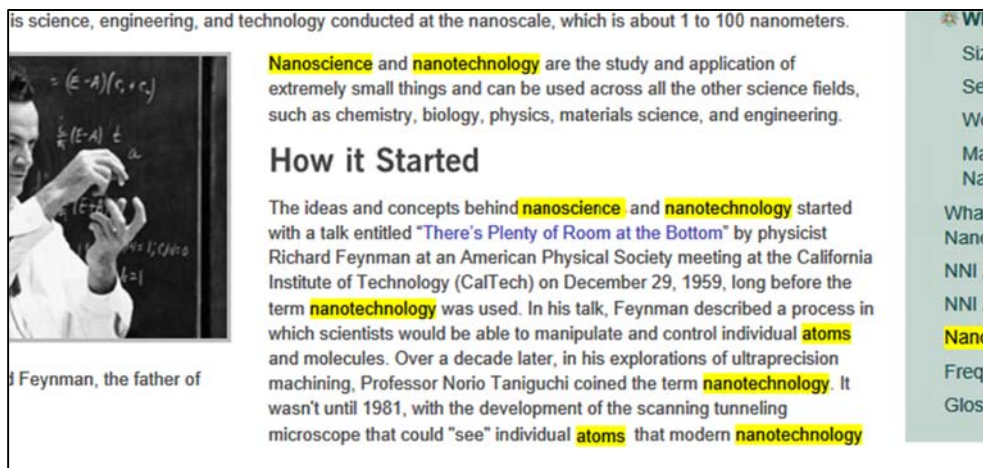 is science, engineering, and technology conducted at the nanoscale, which is about 1 to 100 nanometers.
Nanoscience and nanotechnology are the study and application of
extremely small things and can be used across all the other science fields,
such as chemistry, biology, physics, materials science, and engineering.
How it Started
The ideas and concepts behind nanoscience and nanotechnology started
with a talk entitled “There’s Plenty of Room at the Bottom” by physicist
Richard Feynman at an American Physical Society meeting at the California
Institute of Technology (CalTech) on December 29, 1959, long before the
term nanotechnology was used. In his talk, Feynman described a process in
which scientists would be able to manipulate and control individual atoms
and molecules. Over a decade later, in his explorations of ultraprecision
machining, Professor Norio Taniguchi coined the term nanotechnology. It
wasn't until 1981, with the development of the scanning tunneling
microscope that could "see" individual atoms that modern nanotechnology
Feynman, the father of
NNI
NNI